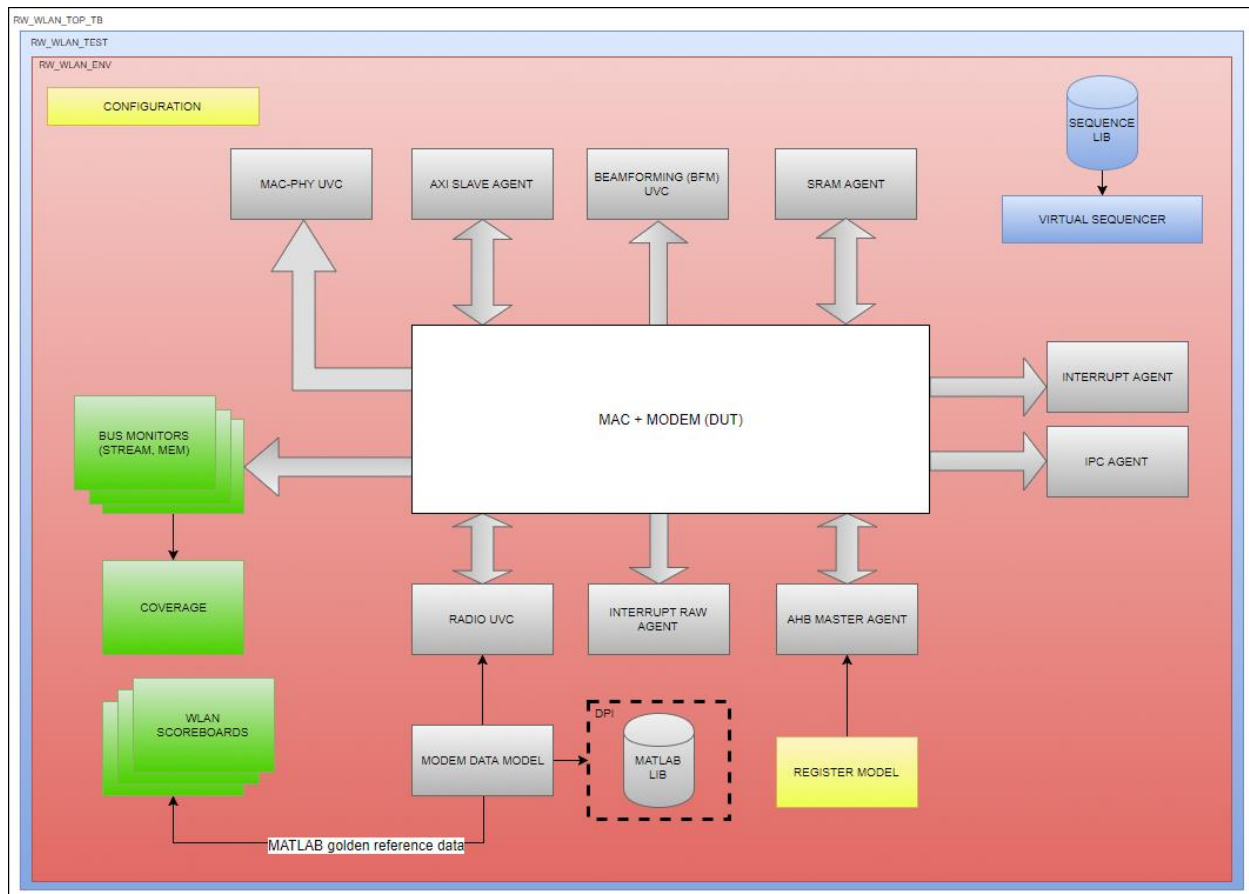 RW_WLAN_TOP_TB
RW_WLAN_TEST
RW_WLAN_ENV
CONFIGURATION
SEQUENCE
LIB
VIRTUAL SEQUENCER
MAC-PHY UVC
AXI SLAVE AGENT
BEAMFORMING (BFM)
UVC
SRAM AGENT
MAC + MODEM (DUT)
INTERRUPT AGENT
IPC AGENT
BUS MONITORS
(STREAM, MEM)
COVERAGE
RADIO UVC
INTERRUPT RAW
AGENT
AHB MASTER AGENT
WLAN
SCOREBOARDS
MODEM DATA MODEL
DPI
MATLAB
LIB
REGISTER MODEL
MATLAB golden reference data